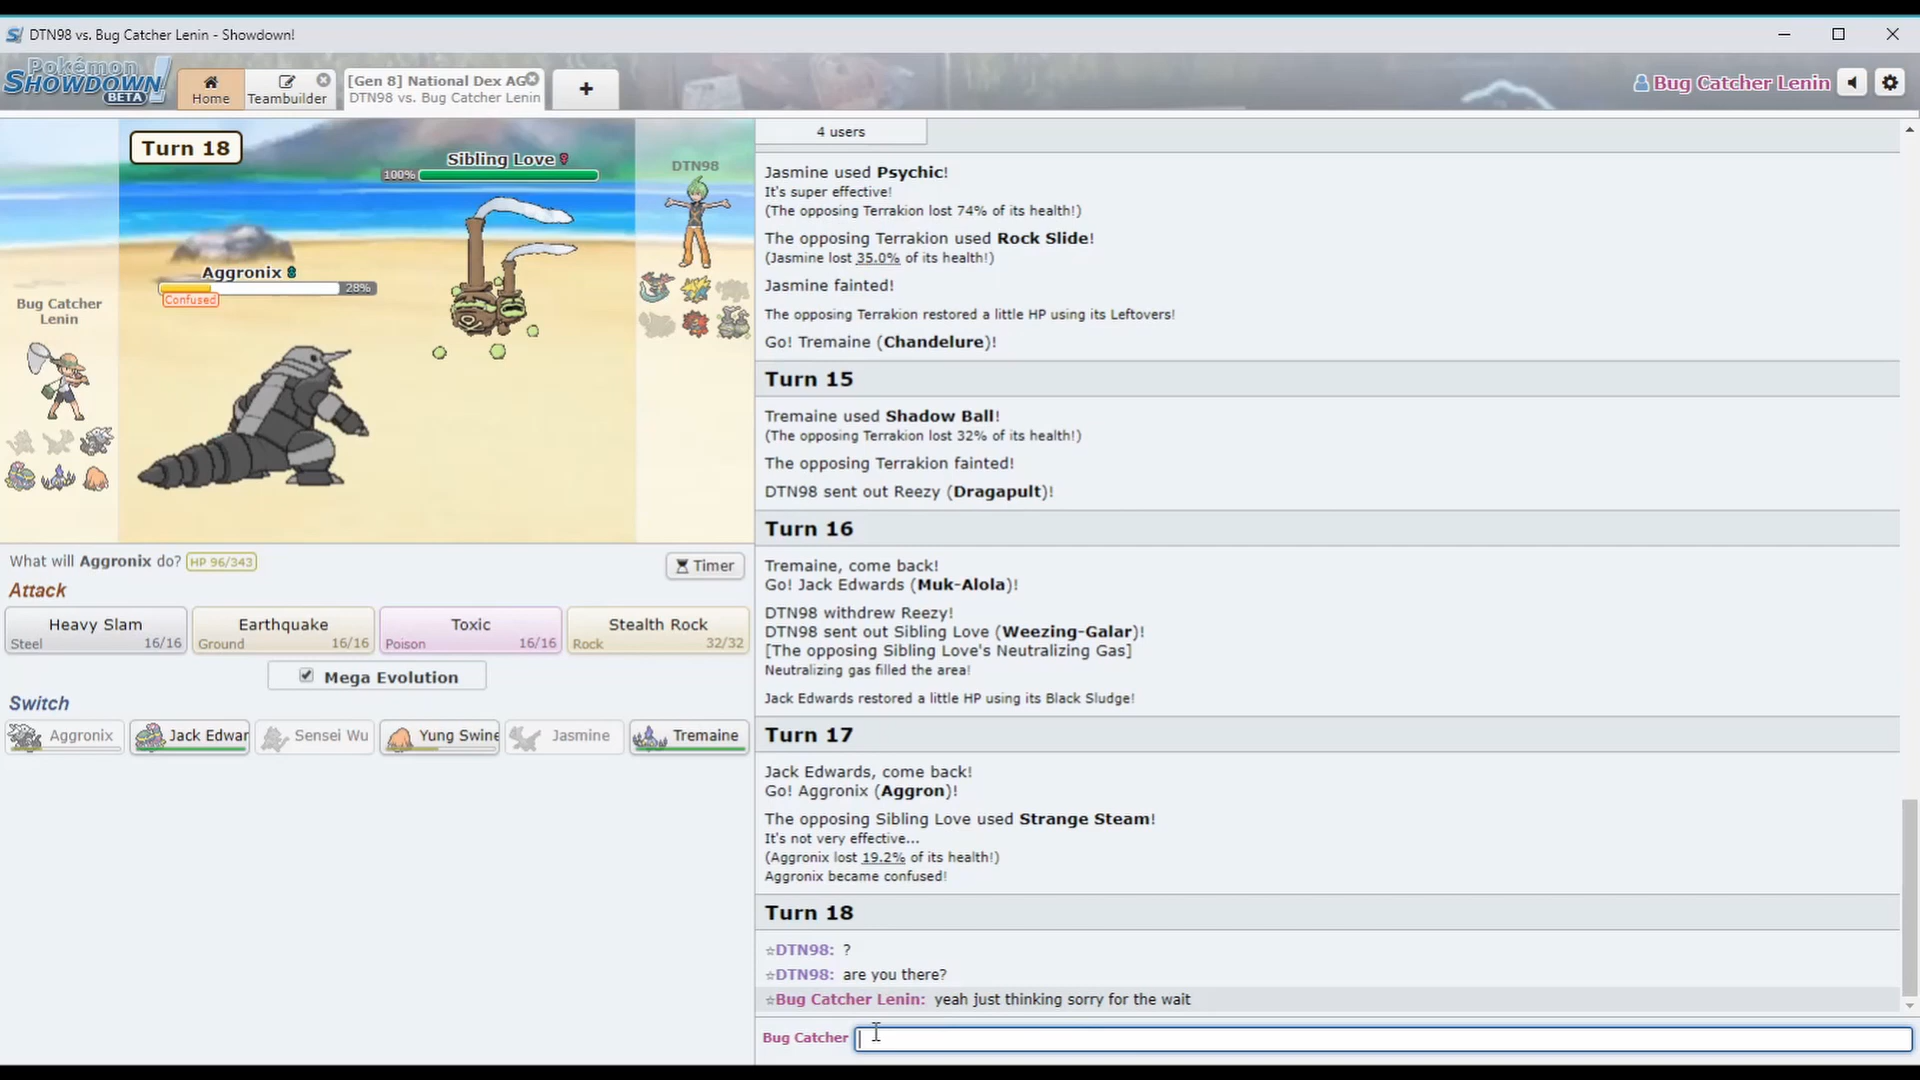 DTN98 vs. Bug Catcher Lenin - Showdown!
Pokémon
SHOWDOWN!
BETA
Home
Teambuilder
[Gen 8] National Dex AG
DTN98 vs. Bug Catcher Lenin
+
Bug Catcher Lenin
Turn 18
Sibling Love
100%
DTN98
Aggronix
28%
Confused
Bug Catcher
Lenin
What will Aggronix do? HP 96/343
Timer
Attack
Heavy Slam
Steel 16/16
Earthquake
Ground 16/16
Toxic
Poison 16/16
Stealth Rock
Rock 32/32
Mega Evolution
Switch
Aggronix
Jack Edwar
Sensei Wu
Yung Swine
Jasmine
Tremaine
4 users
Jasmine used Psychic!
It's super effective!
(The opposing Terrakion lost 74% of its health!)
The opposing Terrakion used Rock Slide!
(Jasmine lost 35.0% of its health!)
Jasmine fainted!
The opposing Terrakion restored a little HP using its Leftovers!
Go! Tremaine (Chandelure)!
Turn 15
Tremaine used Shadow Ball!
(The opposing Terrakion lost 32% of its health!)
The opposing Terrakion fainted!
DTN98 sent out Reezy (Dragapult)!
Turn 16
Tremaine, come back!
Go! Jack Edwards (Muk-Alola)!
DTN98 withdrew Reezy!
DTN98 sent out Sibling Love (Weezing-Galar)!
[The opposing Sibling Love's Neutralizing Gas]
Neutralizing gas filled the area!
Jack Edwards restored a little HP using its Black Sludge!
Turn 17
Jack Edwards, come back!
Go! Aggronix (Aggron)!
The opposing Sibling Love used Strange Steam!
It's not very effective...
(Aggronix lost 19.2% of its health!)
Aggronix became confused!
Turn 18
☆DTN98: ?
☆DTN98: are you there?
☆Bug Catcher Lenin: yeah just thinking sorry for the wait
Bug Catcher